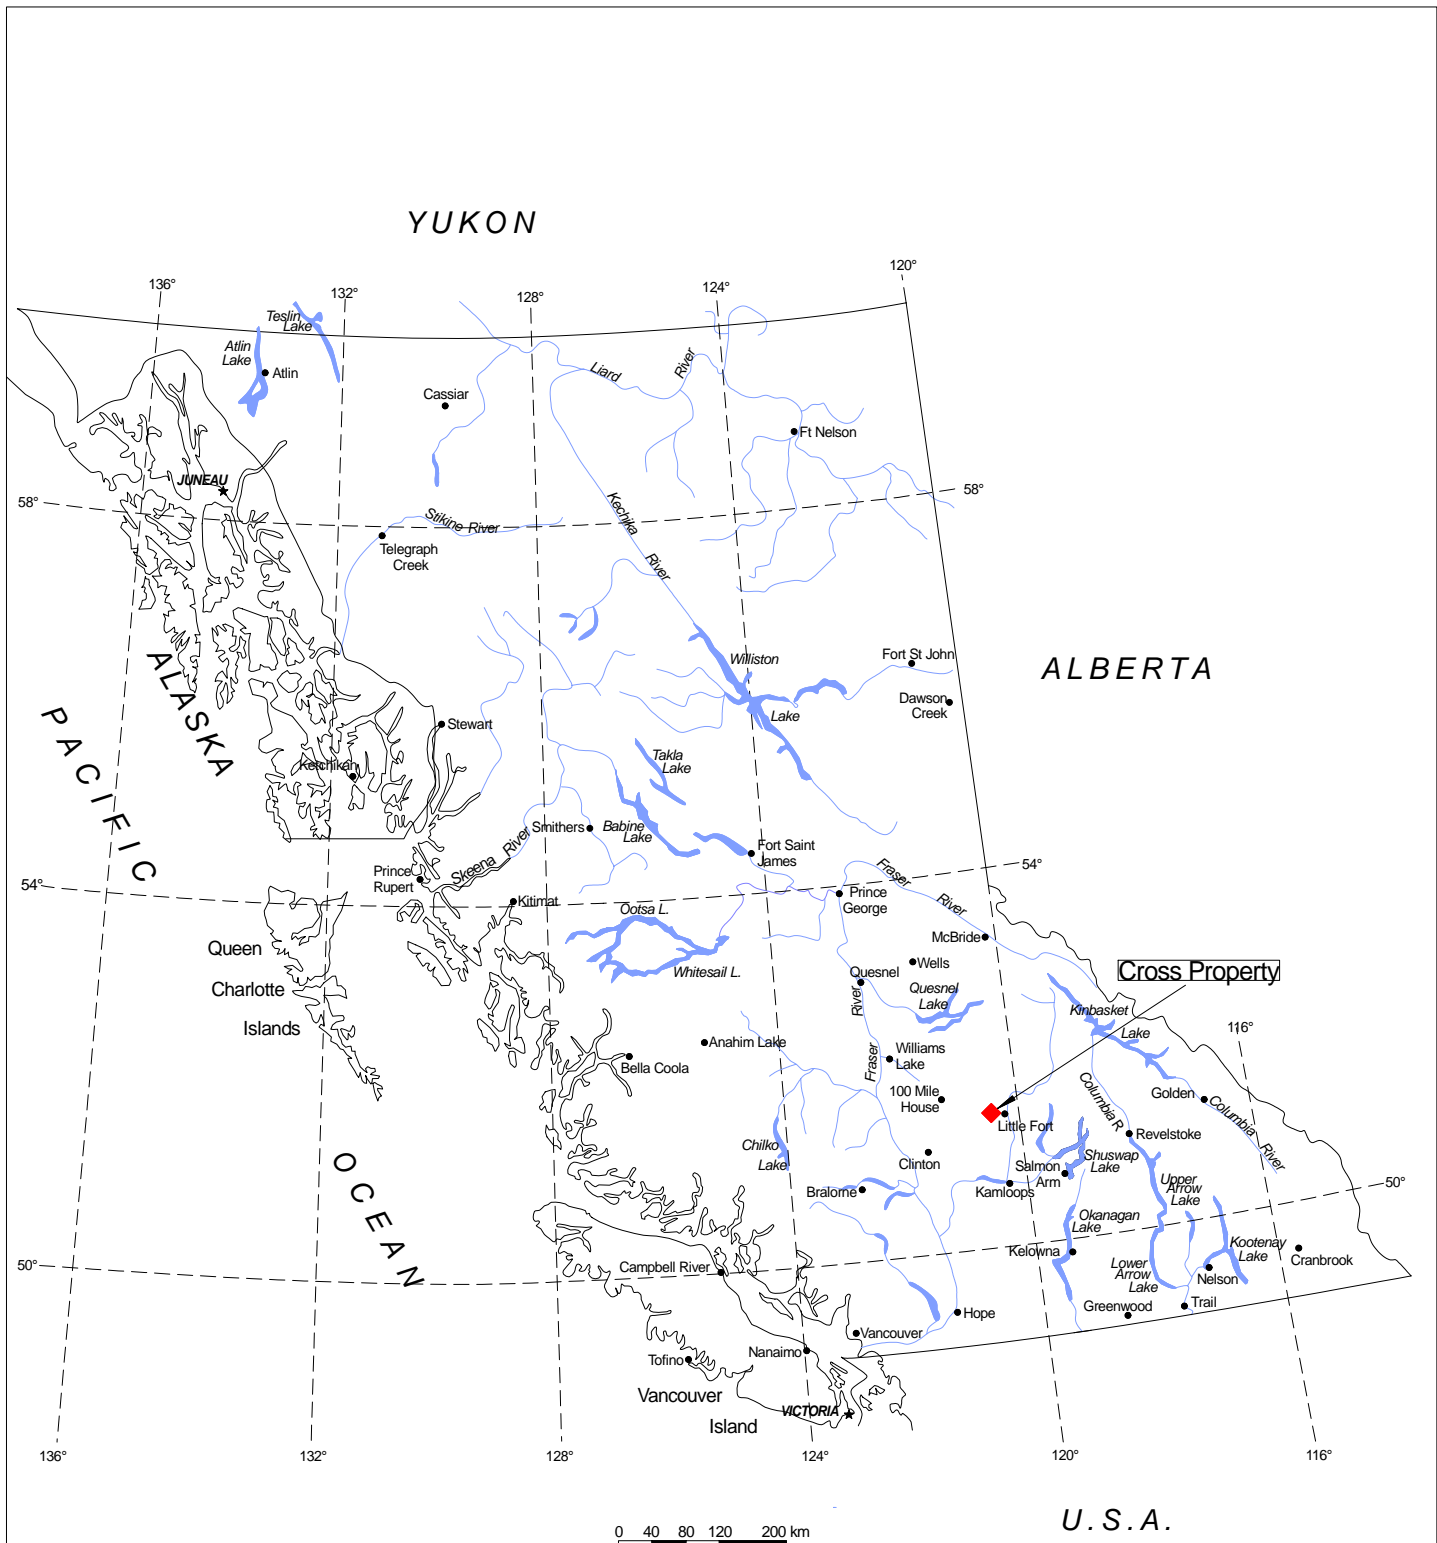 YUKON
120°
136°
132°
128°
124°
Teslin
Lake
Atlin
Lake
Atlin
Liard
River
Cassiar
Ft Nelson
JUNEAU
58°
58°
Kechika
River
Stikine River
Telegraph
Creek
ALASKA
Williston
Lake
Fort St John
Dawson
Creek
ALBERTA
PACIFIC
OCEAN
Stewart
Ketchikan
Takla
Lake
Smithers
Babine
Lake
Fort Saint
James
Skeena River
Prince
Rupert
54°
54°
Kitimat
Ootsa L.
Whitesail L.
Prince
George
Fraser
River
McBride
Queen
Charlotte
Islands
Wells
Quesnel
Quesnel
Lake
River
Fraser
Cross Property
Kinbasket
Lake
116°
Anahim Lake
Bella Coola
Williams
Lake
100 Mile
House
Little Fort
Columbia R
Golden
Columbia
River
Revelstoke
Chilko
Lake
Clinton
Salmon
Arm
Shuswap
Lake
Bralorne
Kamloops
Upper
Arrow
Lake
50°
50°
Okanagan
Lake
Kelowna
Kootenay
Lake
Cranbrook
Lower
Arrow
Lake
Nelson
Campbell River
Greenwood
Trail
Hope
Vancouver
Nanaimo
Tofino
Vancouver
Island
VICTORIA
136°
132°
128°
124°
120°
116°
U.S.A.
0 40 80 120 200 km